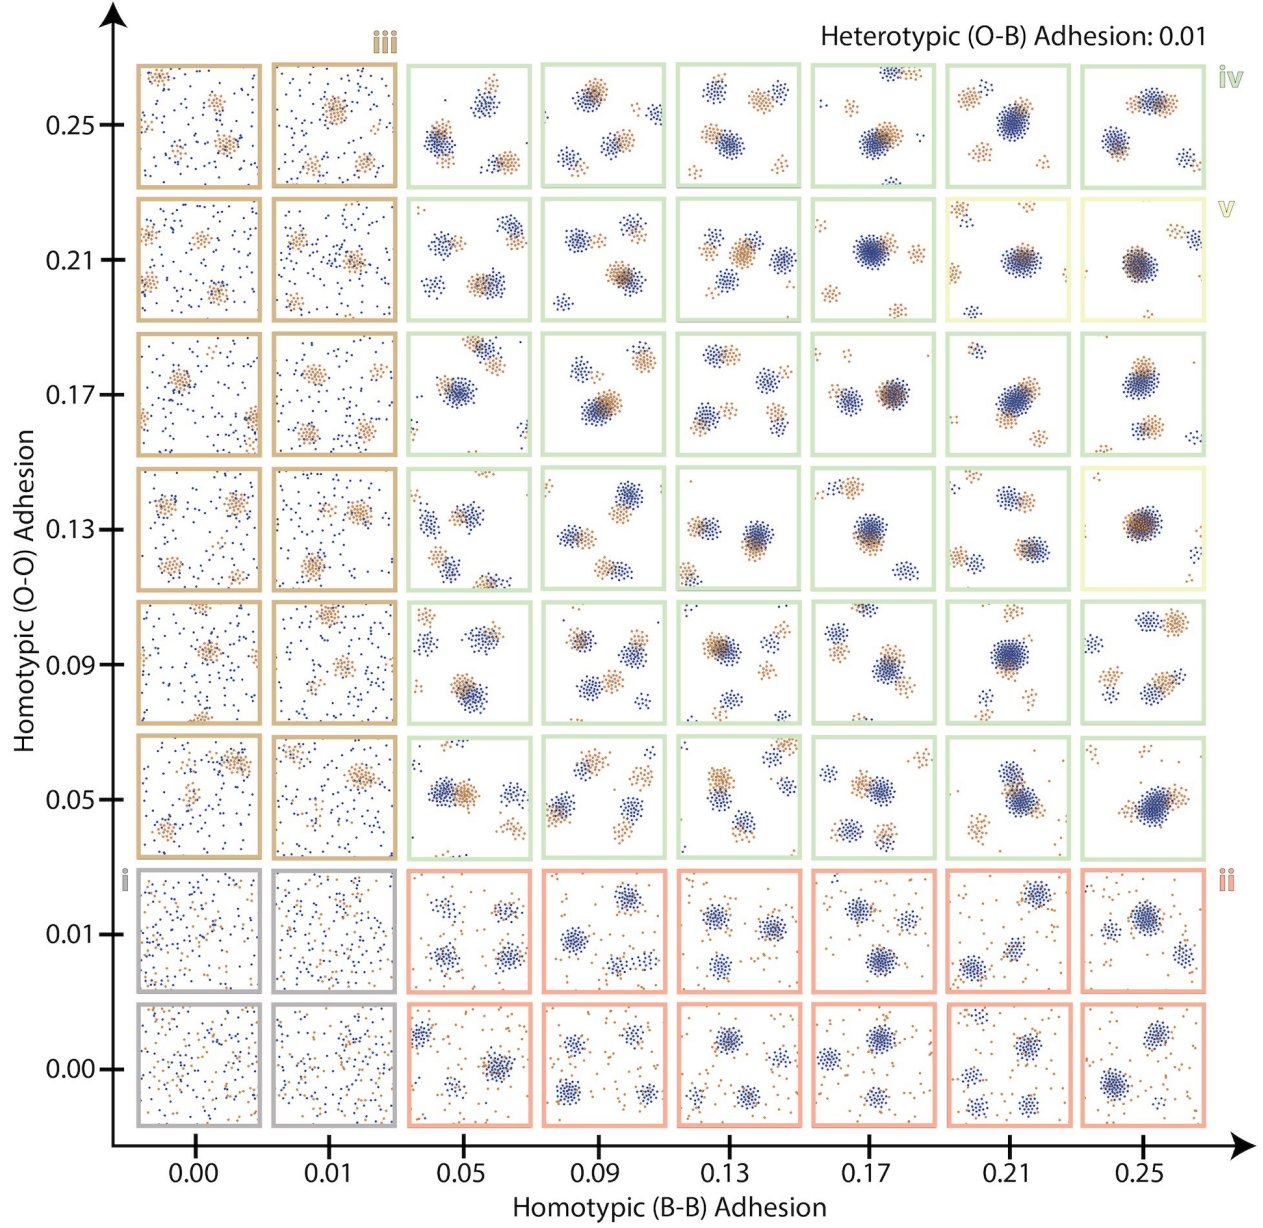 iii
Heterotypic (O-B) Adhesion: 0.01
iv
0.25
v
0.21
0.17
Homotypic (O-O) Adhesion
0.13
0.09
0.05
i
ii
0.01
0.00
0.00 0.01 0.05 0.09 0.13 0.17 0.21 0.25
Homotypic (B-B) Adhesion